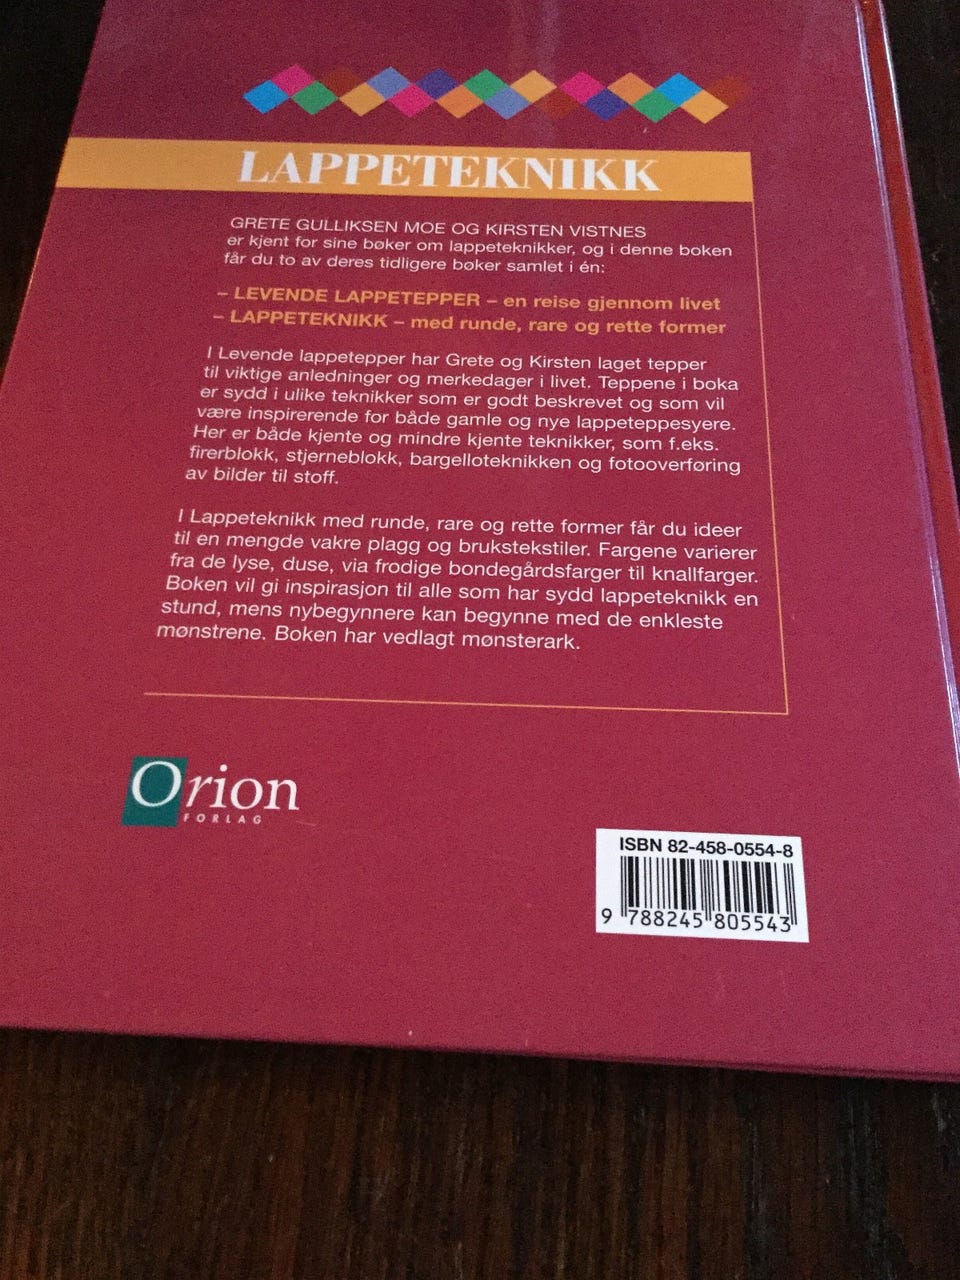 LAPPETEKNIKK
GRETE GULLIKSEN MOE OG KIRSTEN VISTNES
er kjent for sine bøker om lappeteknikker, og i denne boken
får du to av deres tidligere bøker samlet i én:
– LEVENDE LAPPETEPPER – en reise gjennom livet
– LAPPETEKNIKK – med runde, rare og rette former
I Levende lappetepper har Grete og Kirsten laget tepper
til viktige anledninger og merkedager i livet. Teppene i boka
er sydd i ulike teknikker som er godt beskrevet og som vil
være inspirerende for både gamle og nye lappeteppesyere.
Her er både kjente og mindre kjente teknikker, som f.eks.
firerblokk, stjerneblokk, bargelloteknikken og fotooverføring
av bilder til stoff.
I Lappeteknikk med runde, rare og rette former får du ideer
til en mengde vakre plagg og brukstekstiler. Fargene varierer
fra de lyse, duse, via frodige bondegårdsfarger til knallfarger.
Boken vil gi inspirasjon til alle som har sydd lappeteknikk en
stund, mens nybegynnere kan begynne med de enkleste
mønstrene. Boken har vedlagt mønsterark.
Orion
FORLAG
ISBN 82-458-0554-8
9 788245 805543